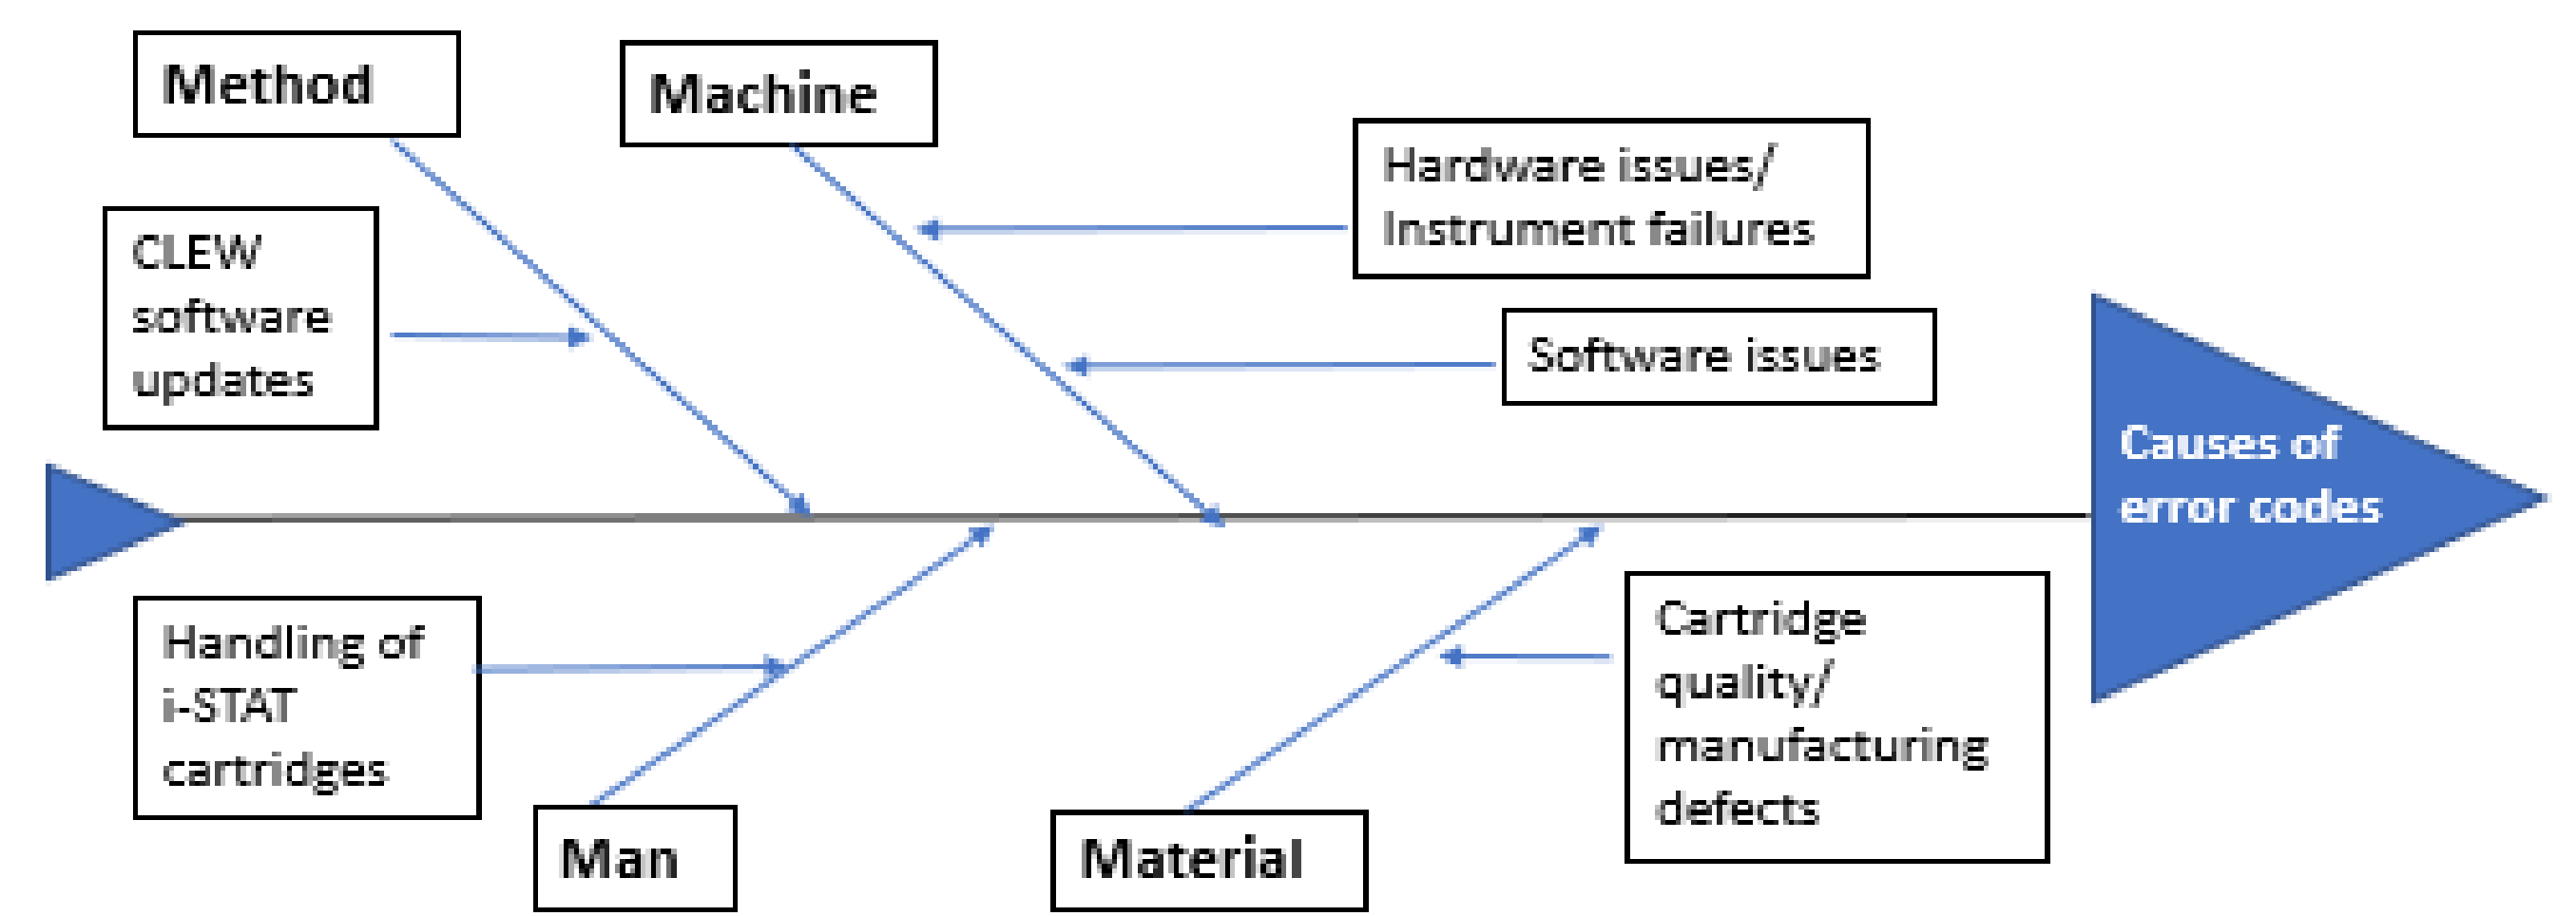 Method
Machine
Hardware issues/
Instrument failures
CLEW
software
updates
Software issues
Causes of
error codes
Handling of
i-STAT
cartridges
Cartridge
quality/
manufacturing
defects
Man
Material